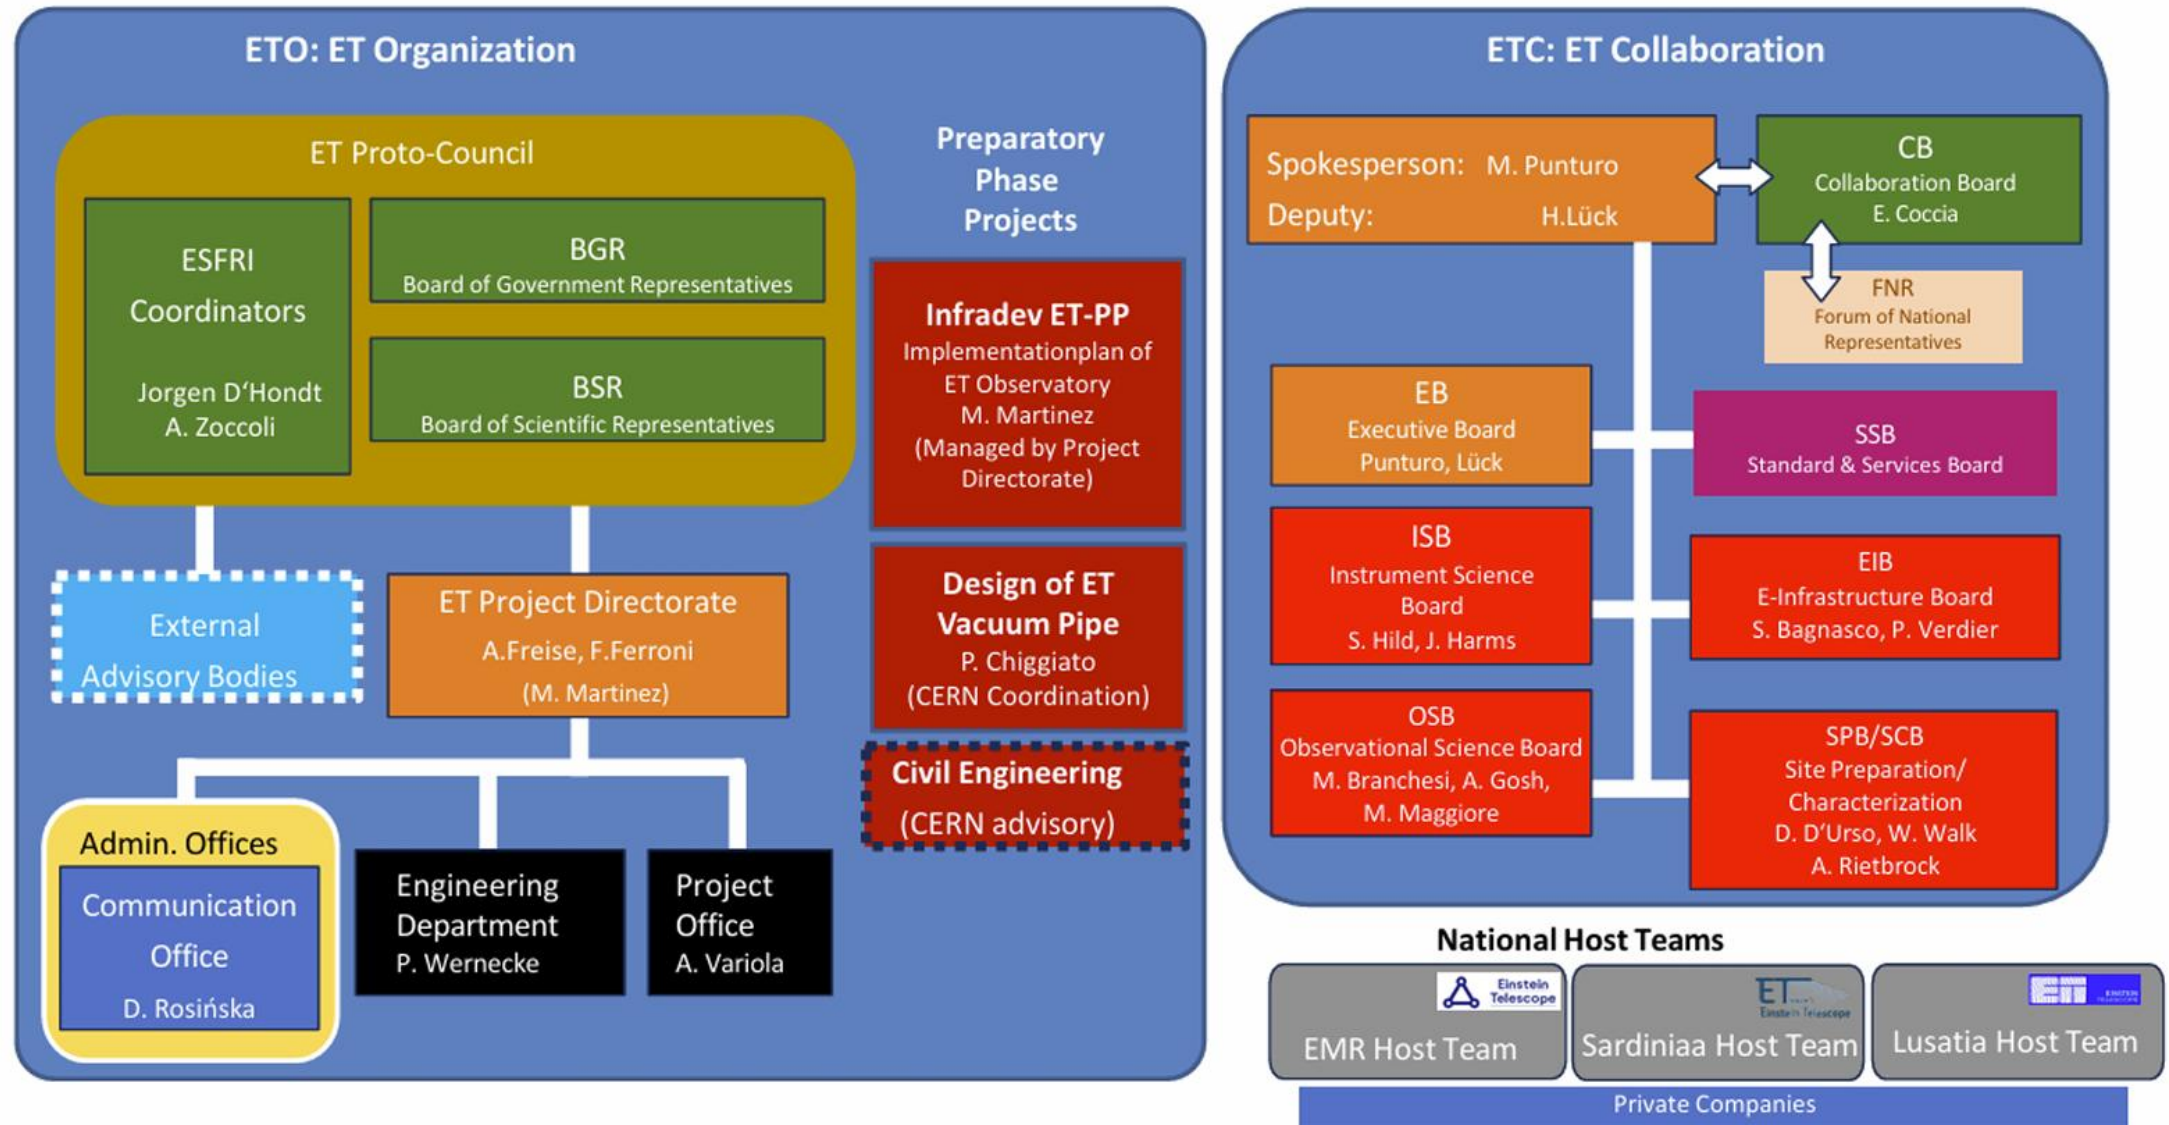 ETO: ET Organization
ET Proto-Council
ESFRI
Coordinators
Jorgen D‘Hondt
A. Zoccoli
BGR
Board of Government Representatives
BSR
Board of Scientific Representatives
External
Advisory Bodies
ET Project Directorate
A.Freise, F.Ferroni
(M. Martinez)
Admin. Offices
Communication
Office
D. Rosińska
Engineering
Department
P. Wernecke
Project
Office
A. Variola
Preparatory
Phase
Projects
Infradev ET-PP
Implementationplan of
ET Observatory
M. Martinez
(Managed by Project
Directorate)
Design of ET
Vacuum Pipe
P. Chiggiato
(CERN Coordination)
Civil Engineering
(CERN advisory)
ETC: ET Collaboration
Spokesperson: M. Punturo
Deputy: H.Lück
CB
Collaboration Board
E. Coccia
FNR
Forum of National
Representatives
EB
Executive Board
Punturo, Lück
SSB
Standard & Services Board
ISB
Instrument Science
Board
S. Hild, J. Harms
EIB
E-Infrastructure Board
S. Bagnasco, P. Verdier
OSB
Observational Science Board
M. Branchesi, A. Gosh,
M. Maggiore
SPB/SCB
Site Preparation/
Characterization
D. D’Urso, W. Walk
A. Rietbrock
National Host Teams
Einstein
Telescope
EMR Host Team
ET
Einstein Telescope
Sardiniaa Host Team
EINSTEIN
TELESCOPE
Lusatia Host Team
Private Companies